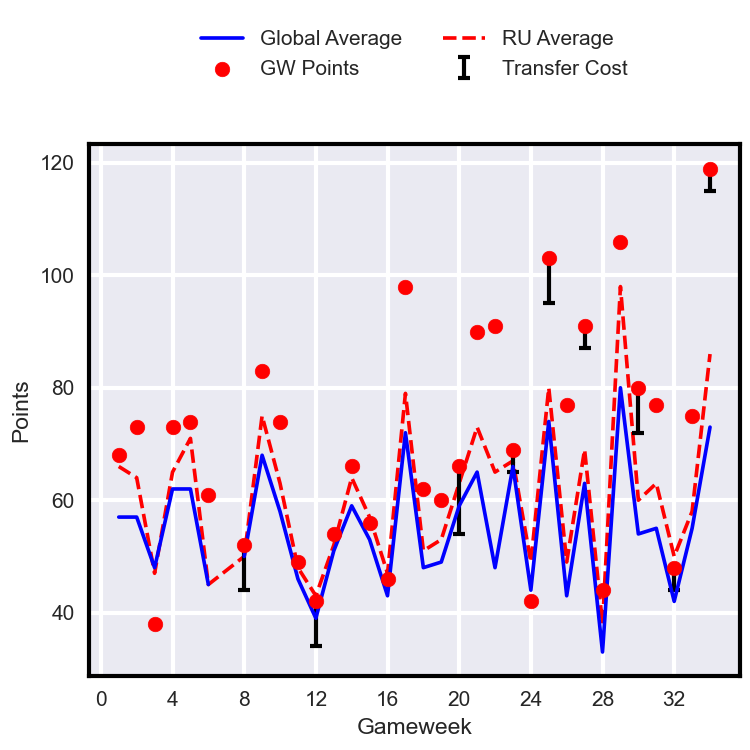 Global Average
RU Average
GW Points
Transfer Cost
120
100
80
60
40
Points
0 4 8 12 16 20 24 28 32
Gameweek